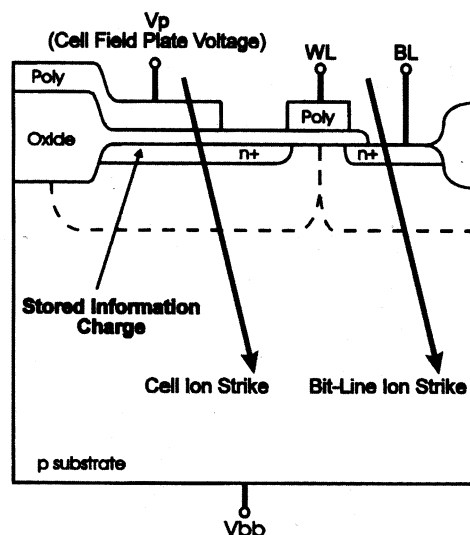 Vp
(Cell Field Plate Voltage)
WL
BL
Poly
Poly
Oxide
n+
n+
Stored Information
Charge
Cell Ion Strike
Bit-Line Ion Strike
p substrate
Vbb